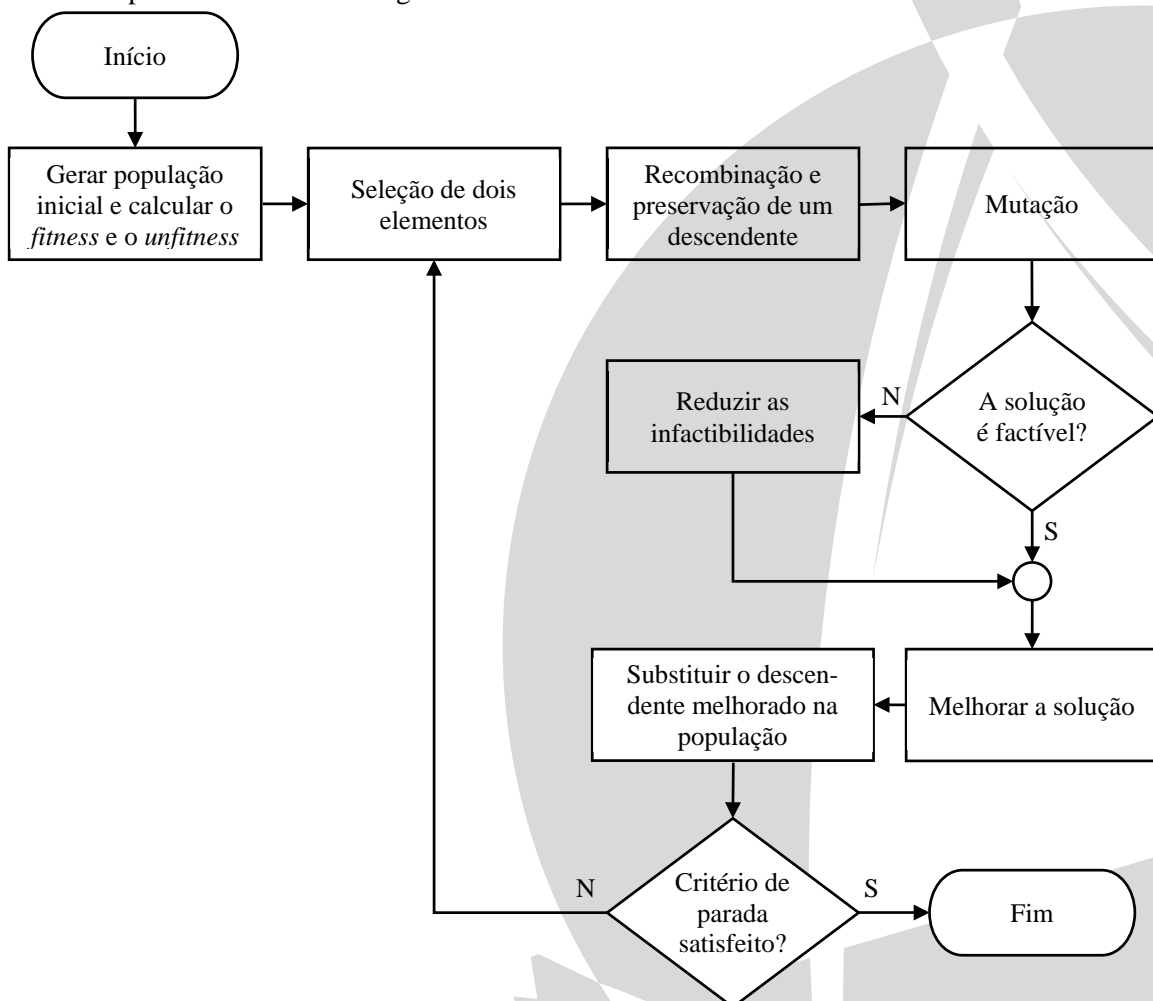 Início
Gerar população
inicial e calcular o
fitness e o unfitness
Seleção de dois
elementos
Recombinação e
preservação de um
descendente
Mutação
A solução
é factível?
N
Reduzir as
infactibilidades
S
Substituir o descen-
dente melhorado na
população
Melhorar a solução
Critério de
parada
satisfeito?
N
S
Fim